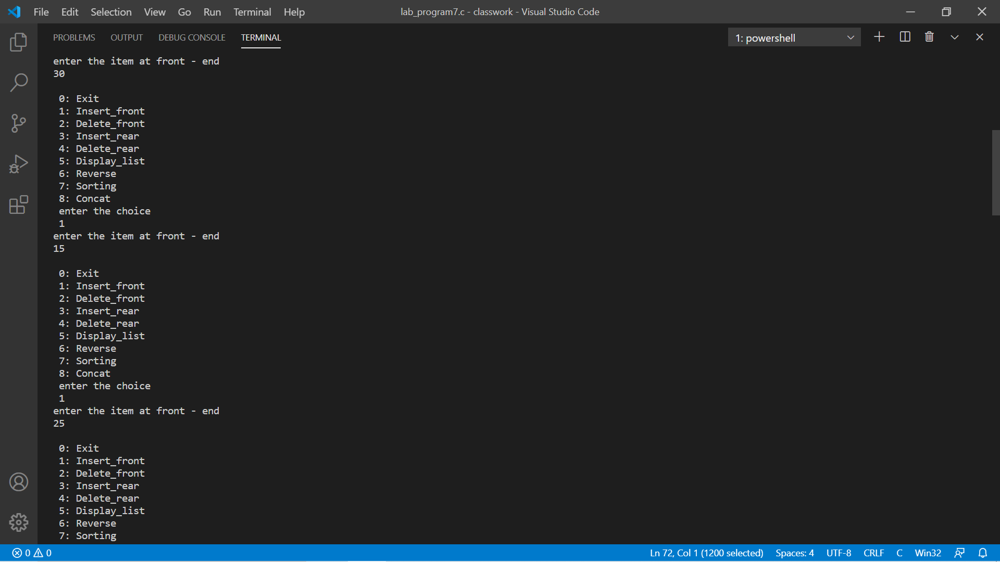 File Edit Selection View Go Run Terminal Help lab_program7.c - classwork - Visual Studio Code
PROBLEMS OUTPUT DEBUG CONSOLE TERMINAL 1: powershell
enter the item at front - end
30
0: Exit
1: Insert_front
2: Delete_front
3: Insert_rear
4: Delete_rear
5: Display_list
6: Reverse
7: Sorting
8: Concat
enter the choice
1
enter the item at front - end
15
0: Exit
1: Insert_front
2: Delete_front
3: Insert_rear
4: Delete_rear
5: Display_list
6: Reverse
7: Sorting
8: Concat
enter the choice
1
enter the item at front - end
25
0: Exit
1: Insert_front
2: Delete_front
3: Insert_rear
4: Delete_rear
5: Display_list
6: Reverse
7: Sorting
0 0 Ln 72, Col 1 (1200 selected) Spaces: 4 UTF-8 CRLF C Win32